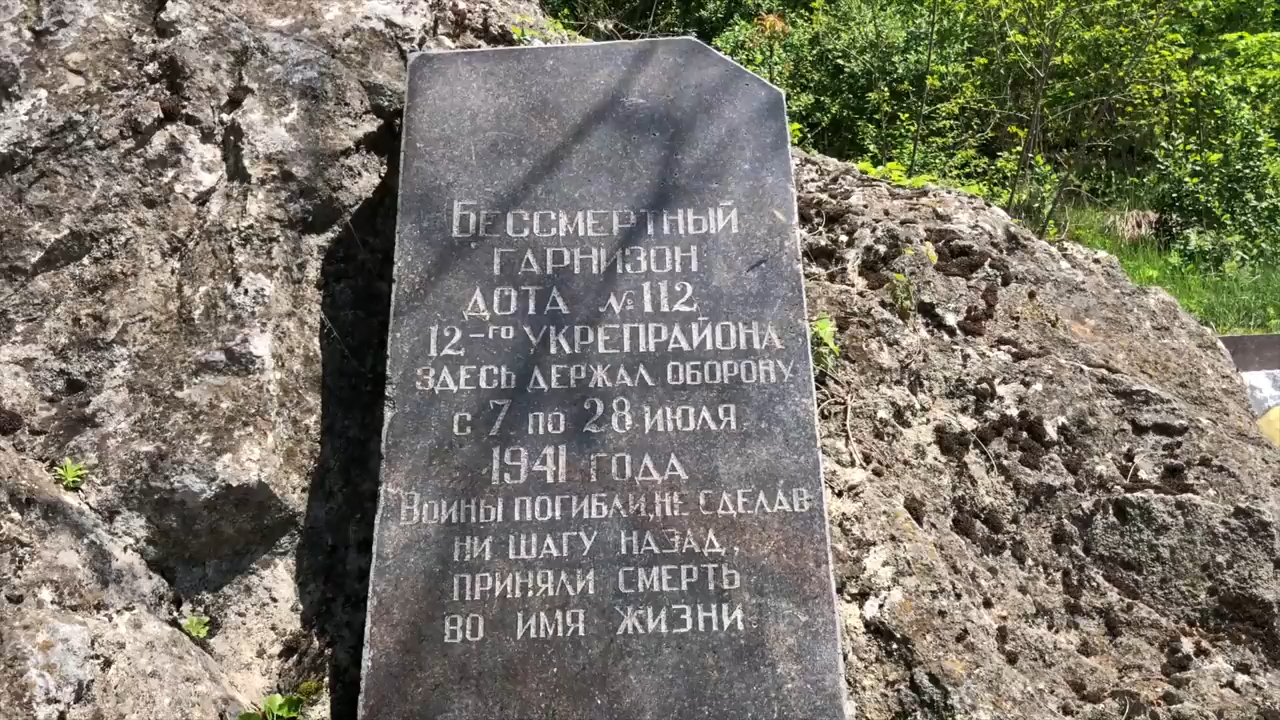 Бессмертный
гарнизон
дота №112
12-го укрепрайона
здесь держал оборону
с 7 по 28 июля
1941 года
Воины погибли, не сделав
ни шагу назад,
приняли смерть
во имя жизни.